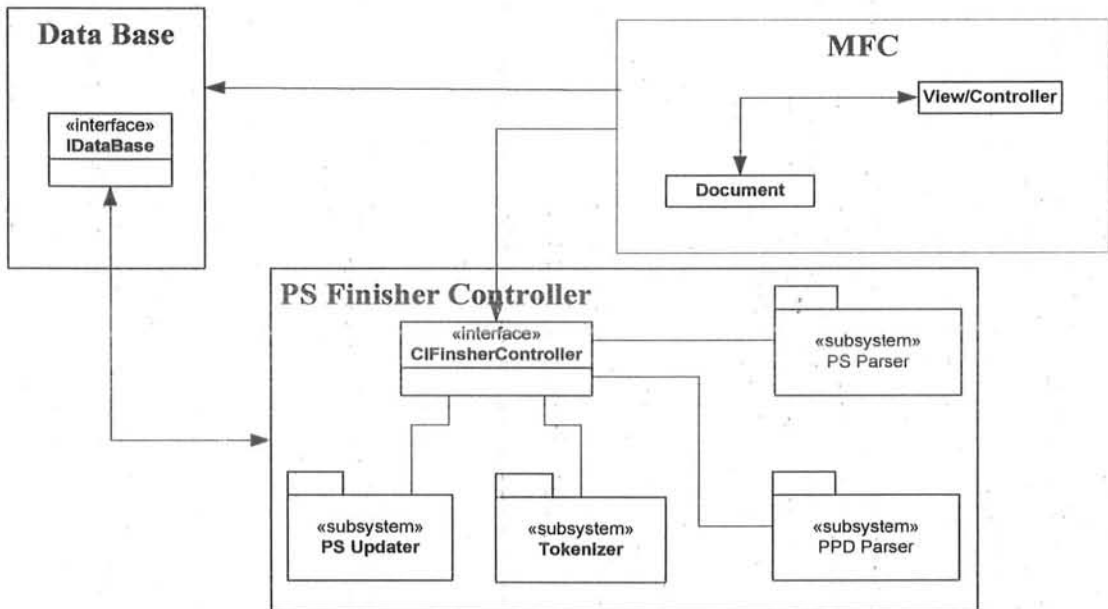 Data Base
«interface»
IDataBase
MFC
View/Controller
Document
PS Finisher Controller
«interface»
CIFinsherController
«subsystem»
PS Parser
«subsystem»
PS Updater
«subsystem»
Tokenizer
«subsystem»
PPD Parser